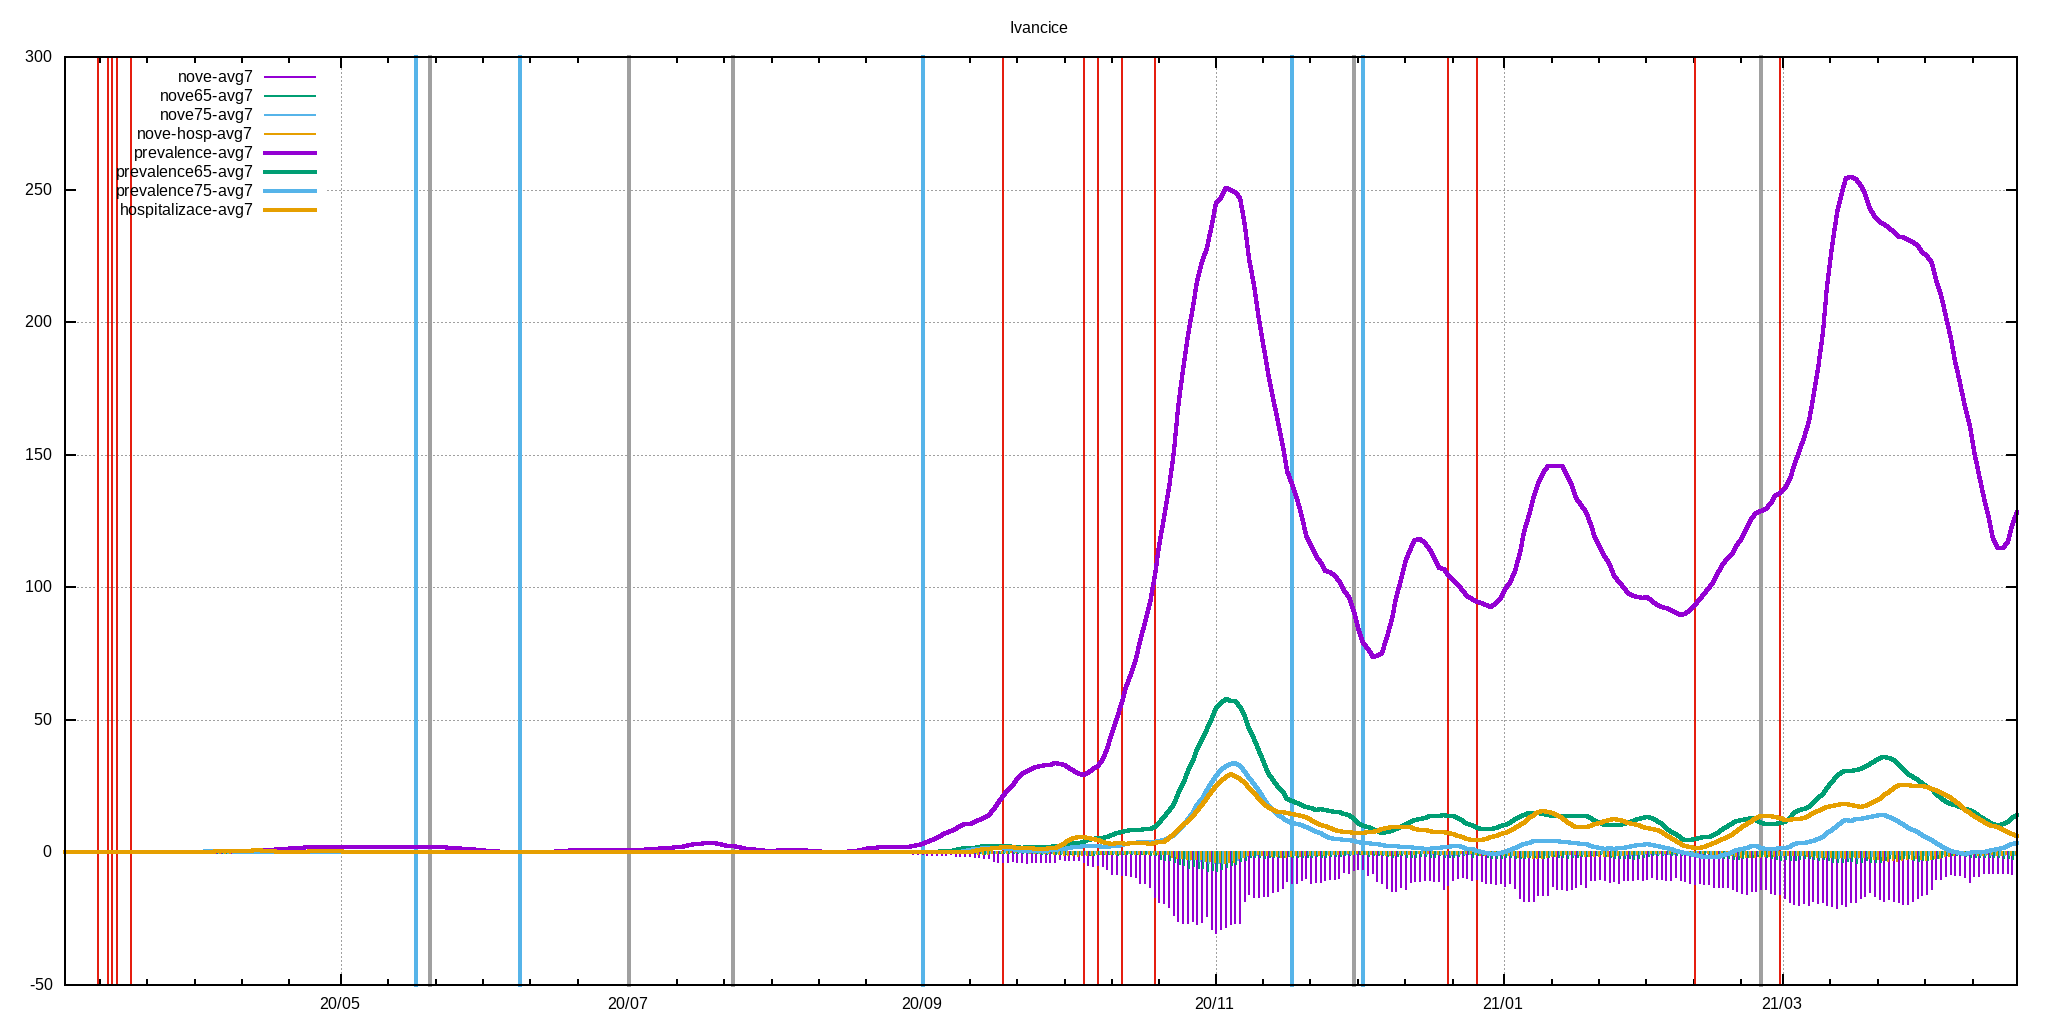 Ivancice
300
nove-avg7
nove65-avg7
nove75-avg7
nove-hosp-avg7
prevalence-avg7
prevalence65-avg7
prevalence75-avg7
hospitalizace-avg7
250
200
150
100
50
0
-50
20/05 20/07 20/09 20/11 21/01 21/03